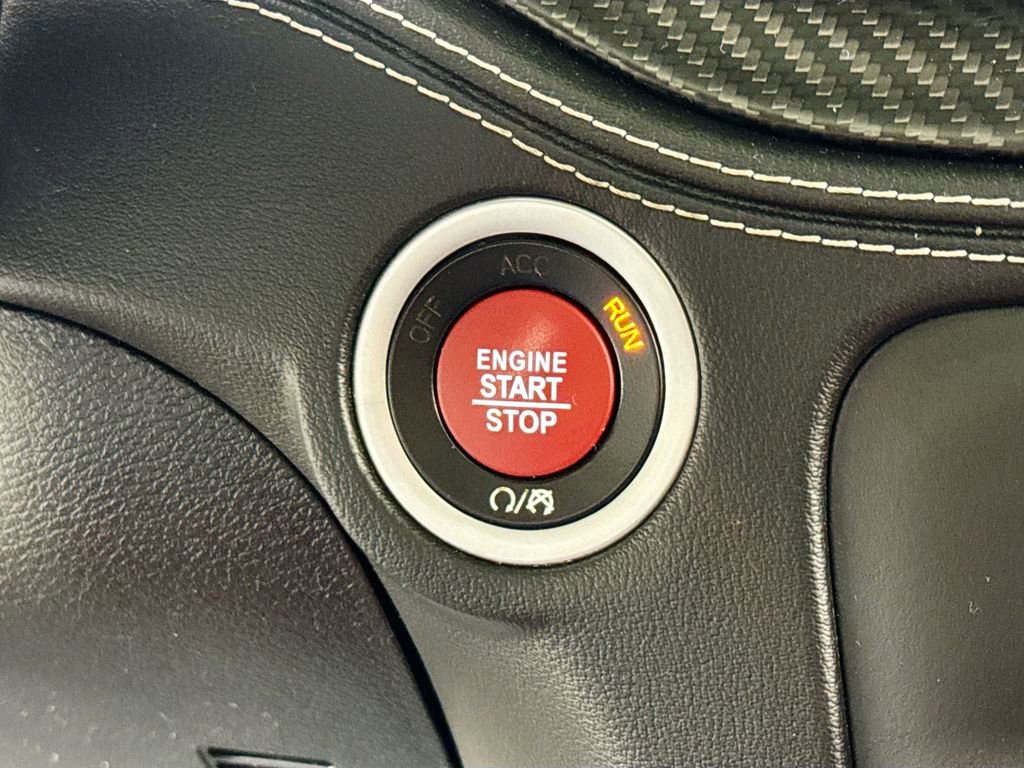 ACC
OFF
RUN
ENGINE
START
STOP